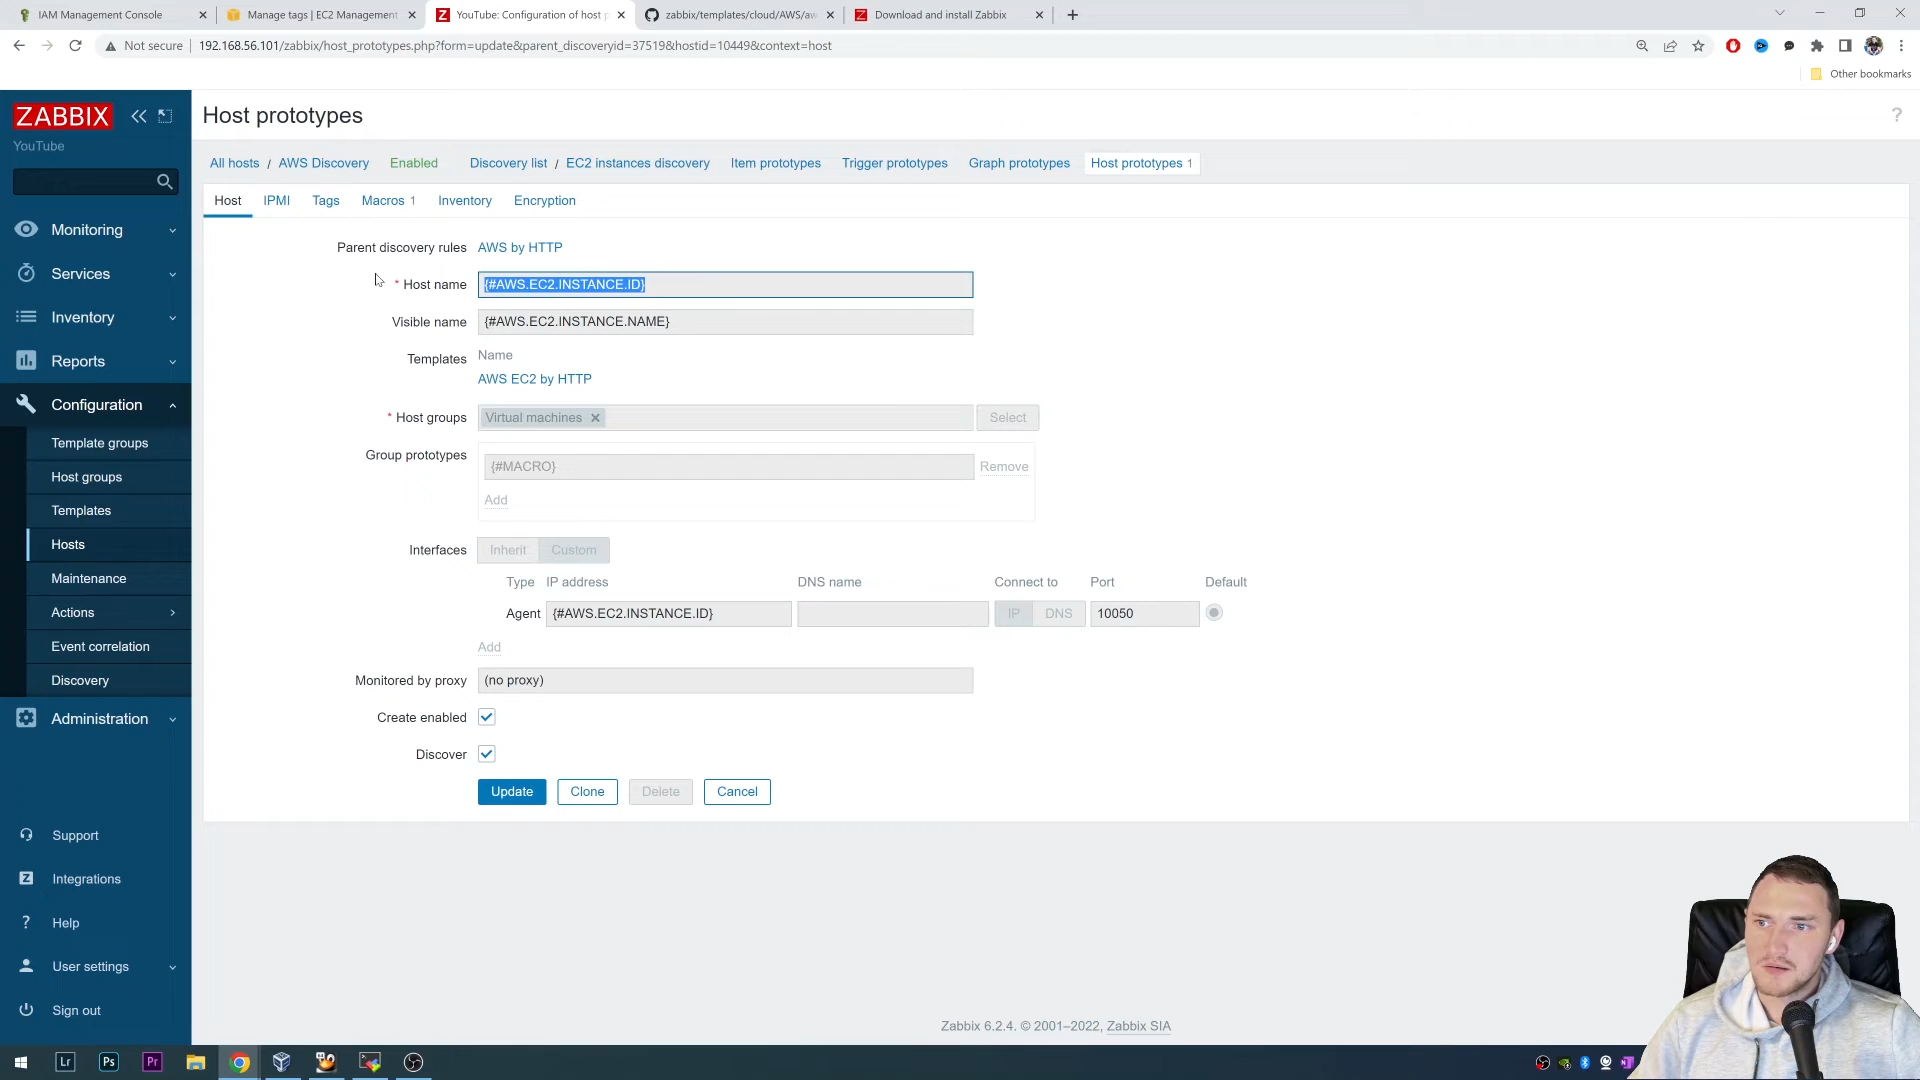 IAM Management Console
Manage tags | EC2 Management
YouTube: Configuration of host p
zabbix/templates/cloud/AWS/aw
Download and install Zabbix
Not secure
192.168.56.101/zabbix/host_prototypes.php?form=update&parent_discoveryid=37519&hostid=10449&context=host
Other bookmarks
ZABBIX
YouTube
Monitoring
Services
Inventory
Reports
Configuration
Template groups
Host groups
Templates
Hosts
Maintenance
Actions
Event correlation
Discovery
Administration
Support
Integrations
Help
User settings
Sign out
Host prototypes
All hosts / AWS Discovery Enabled Discovery list / EC2 instances discovery Item prototypes Trigger prototypes Graph prototypes Host prototypes 1
Host IPMI Tags Macros 1 Inventory Encryption
Parent discovery rules AWS by HTTP
* Host name {#AWS.EC2.INSTANCE.ID}
Visible name {#AWS.EC2.INSTANCE.NAME}
Templates Name
AWS EC2 by HTTP
* Host groups Virtual machines Select
Group prototypes
{#MACRO} Remove
Add
Interfaces Inherit Custom
Type IP address DNS name Connect to Port Default
Agent {#AWS.EC2.INSTANCE.ID} IP DNS 10050
Add
Monitored by proxy (no proxy)
Create enabled
Discover
Update Clone Delete Cancel
Zabbix 6.2.4. © 2001–2022, Zabbix SIA
Lr Ps Pr